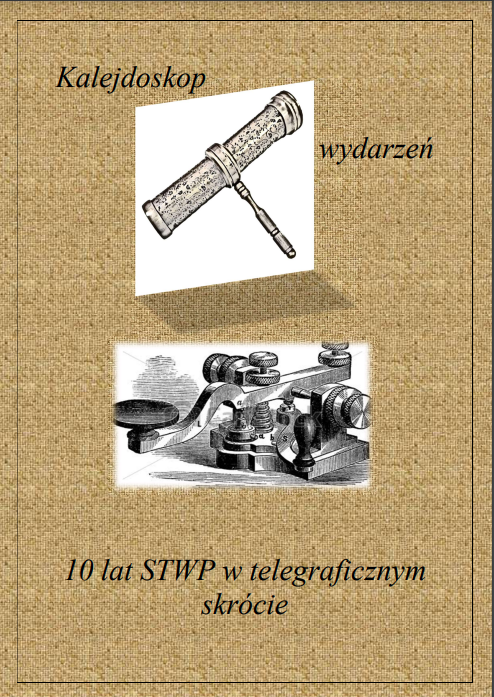 Kalejdoskop
wydarzeń
10 lat STWP w telegraficznym
skrócie